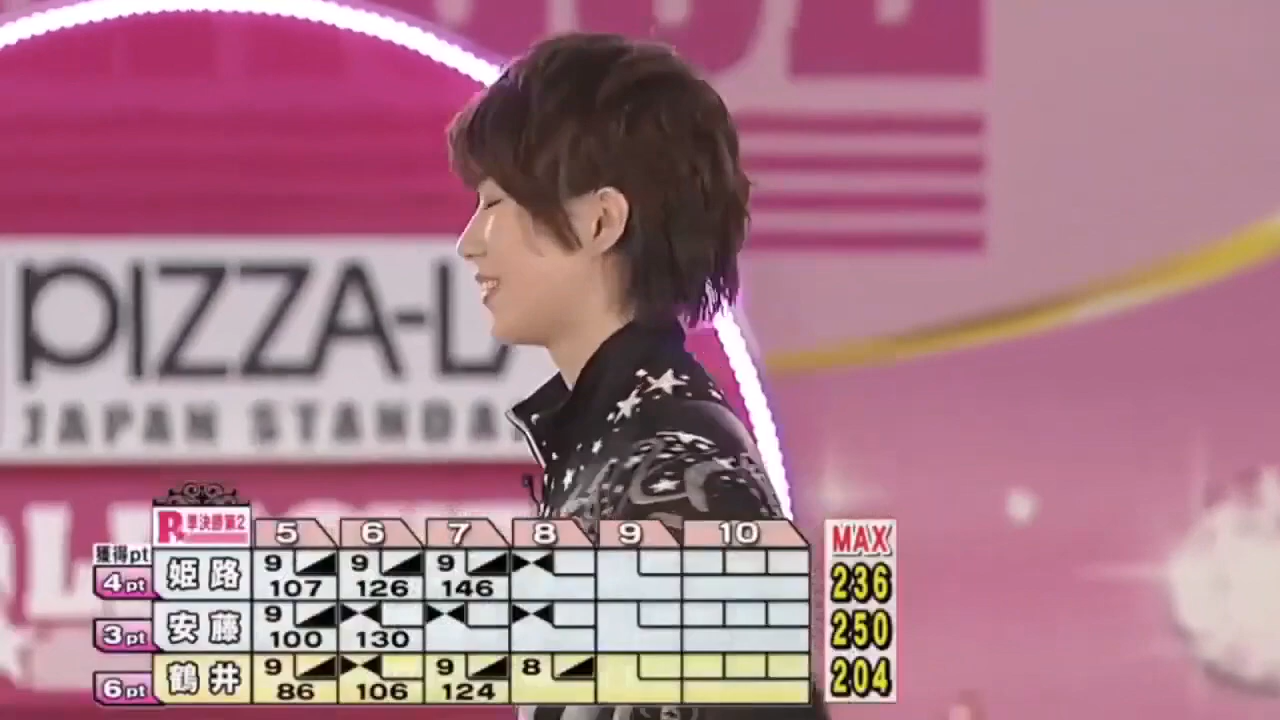 PIZZA-L
JAPAN STANDA
R 準決勝第2 5 6 7 8 9 10 MAX
獲得pt
4pt 姫路 9 9 9 236
107 126 146
3pt 安藤 9 250
100 130
6pt 鶴井 9 9 8 204
86 106 124